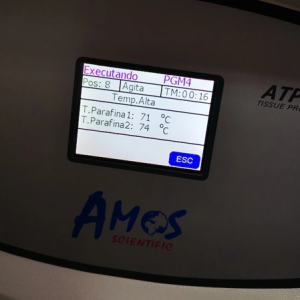 Executando PGM4
Pos: 8 Agita TM:00:16
Temp.Alta
T.Parafina1: 71 °C
T.Parafina2: 74 °C
ESC
ATP
TISSUE PR
AMOS
SCIENTIFIC